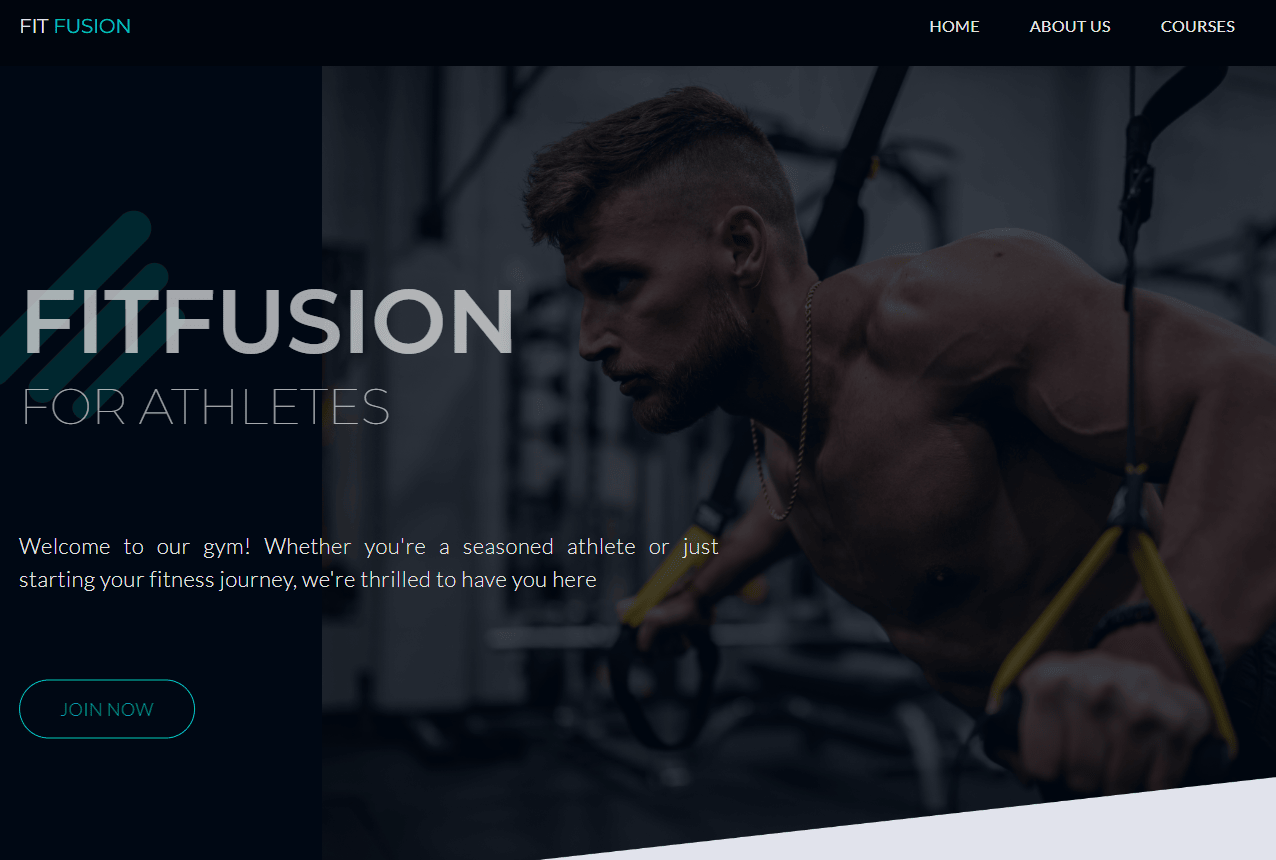 FIT FUSION
HOME
ABOUT US
COURSES
FITFUSION
FOR ATHLETES
Welcome to our gym! Whether you're a seasoned athlete or just
starting your fitness journey, we're thrilled to have you here
JOIN NOW